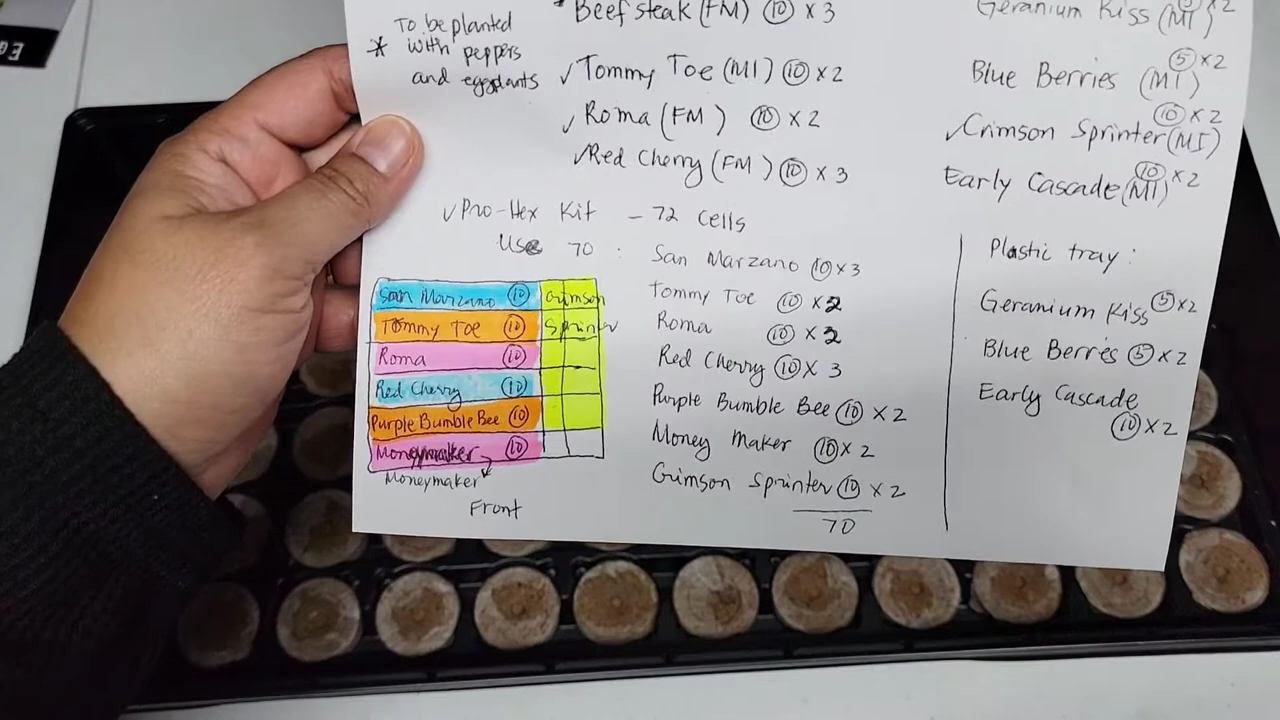 To be planted
* with peppers
and eggplants
Beefsteak (FM) ⑩ x 3
✓ Tommy Toe (MI) ⑩ x 2
✓ Roma (FM) ⑩ x 2
✓ Red Cherry (FM) ⑩ x 3
Geranium Kiss (MI) x 2
⑤ x 2
Blue Berries (MI)
⑩ x 2
✓ Crimson Sprinter (MI)
Early Cascade (MI) ⑩ x 2
✓ Pro-Hex Kit - 72 cells
Use 70 :
San Marzano ⑩ x 3
Tommy Toe ⑩ x 2
Roma ⑩ x 2
Red Cherry ⑩ x 3
Purple Bumble Bee ⑩ x 2
Money Maker ⑩ x 2
Crimson Sprinter ⑩ x 2
70
San Marzano ⑩
Tommy Toe ⑩
Roma ⑩
Red Cherry ⑩
Purple Bumble Bee ⑩
Moneymaker ⑩
Moneymaker
Crimson
Sprinter
Front
Plastic tray :
Geranium Kiss ⑤ x 2
Blue Berres ⑤ x 2
Early Cascade
⑩ x 2